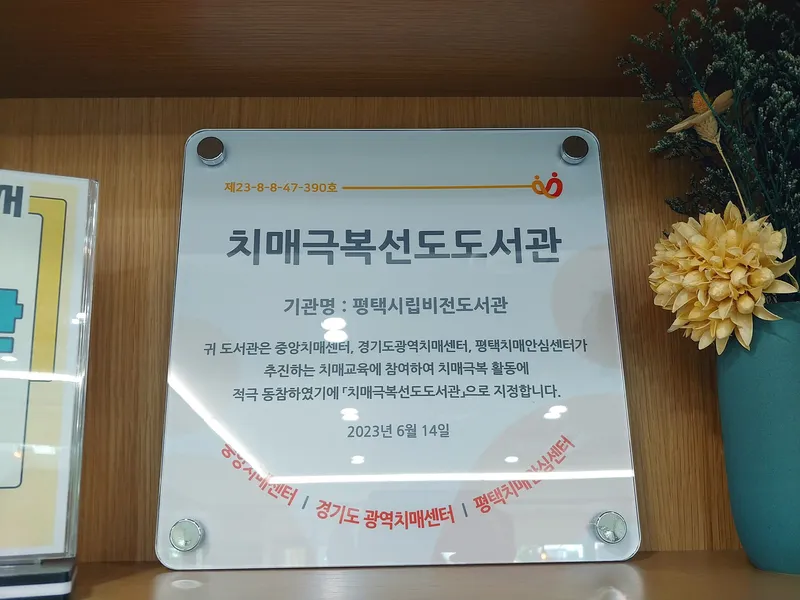 제23-8-8-47-390호
치매극복선도도서관
기관명 : 평택시립비전도서관
귀 도서관은 중앙치매센터, 경기도광역치매센터, 평택치매안심센터가
추진하는 치매교육에 참여하여 치매극복 활동에
적극 동참하였기에 「치매극복선도도서관」으로 지정합니다.
2023년 6월 14일
중앙치매센터 | 경기도 광역치매센터 | 평택치매안심센터